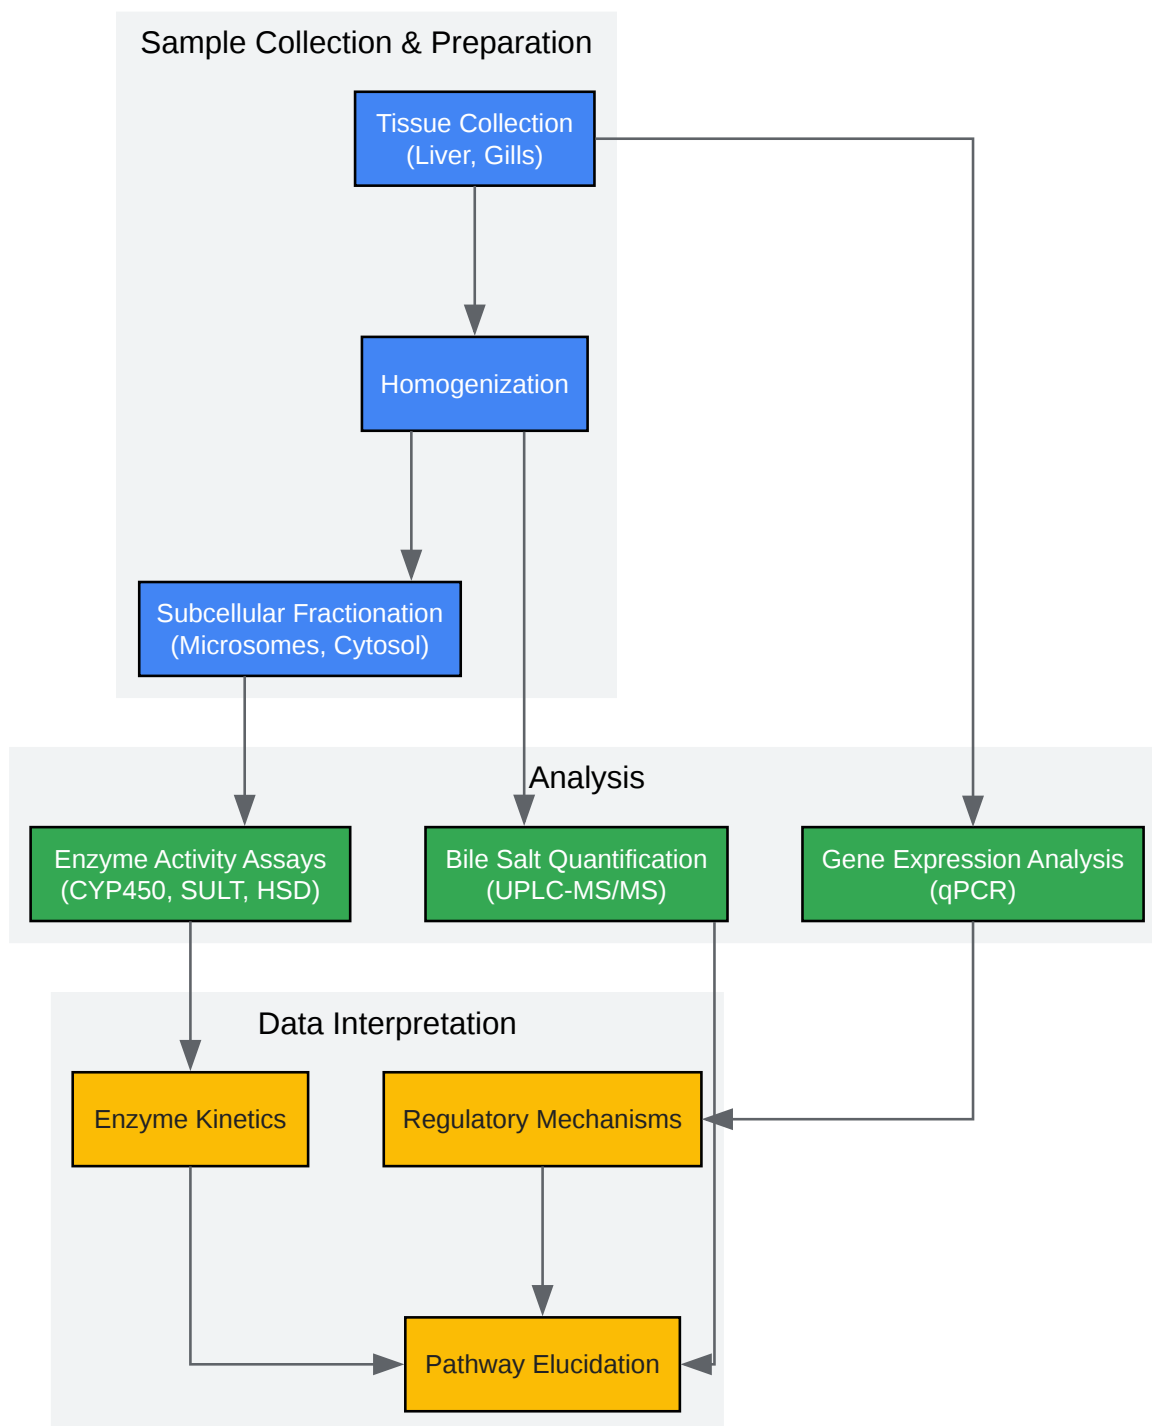 Sample Collection & Preparation
Tissue Collection
(Liver, Gills)
Homogenization
Subcellular Fractionation
(Microsomes, Cytosol)
Analysis
Enzyme Activity Assays
(CYP450, SULT, HSD)
Bile Salt Quantification
(UPLC-MS/MS)
Gene Expression Analysis
(qPCR)
Data Interpretation
Enzyme Kinetics
Regulatory Mechanisms
Pathway Elucidation